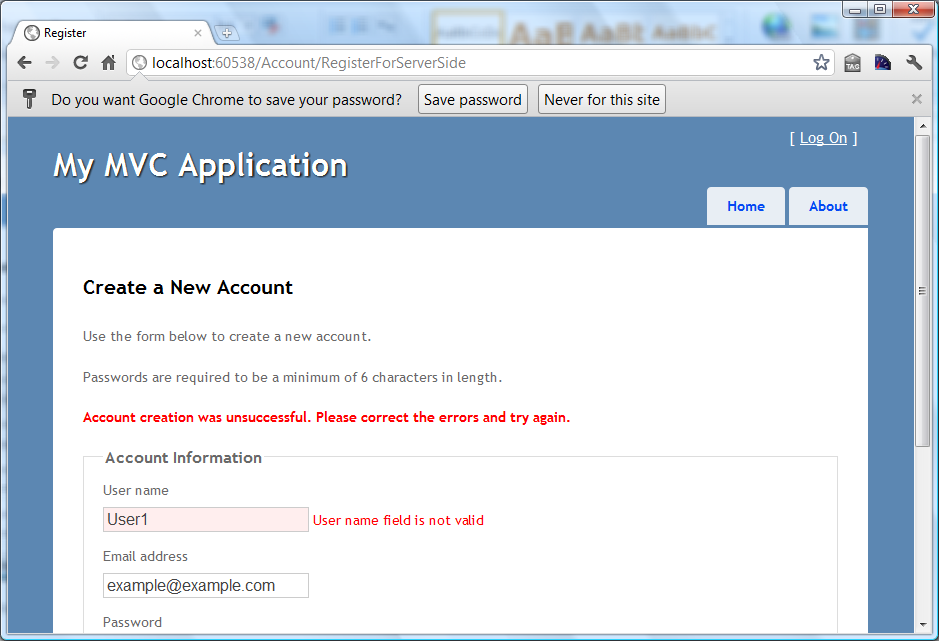 Register
localhost:60538/Account/RegisterForServerSide
TAG
Do you want Google Chrome to save your password? Save password Never for this site
[ Log On ]
My MVC Application
Home About
Create a New Account
Use the form below to create a new account.
Passwords are required to be a minimum of 6 characters in length.
Account creation was unsuccessful. Please correct the errors and try again.
Account Information
User name
User1 User name field is not valid
Email address
example@example.com
Password